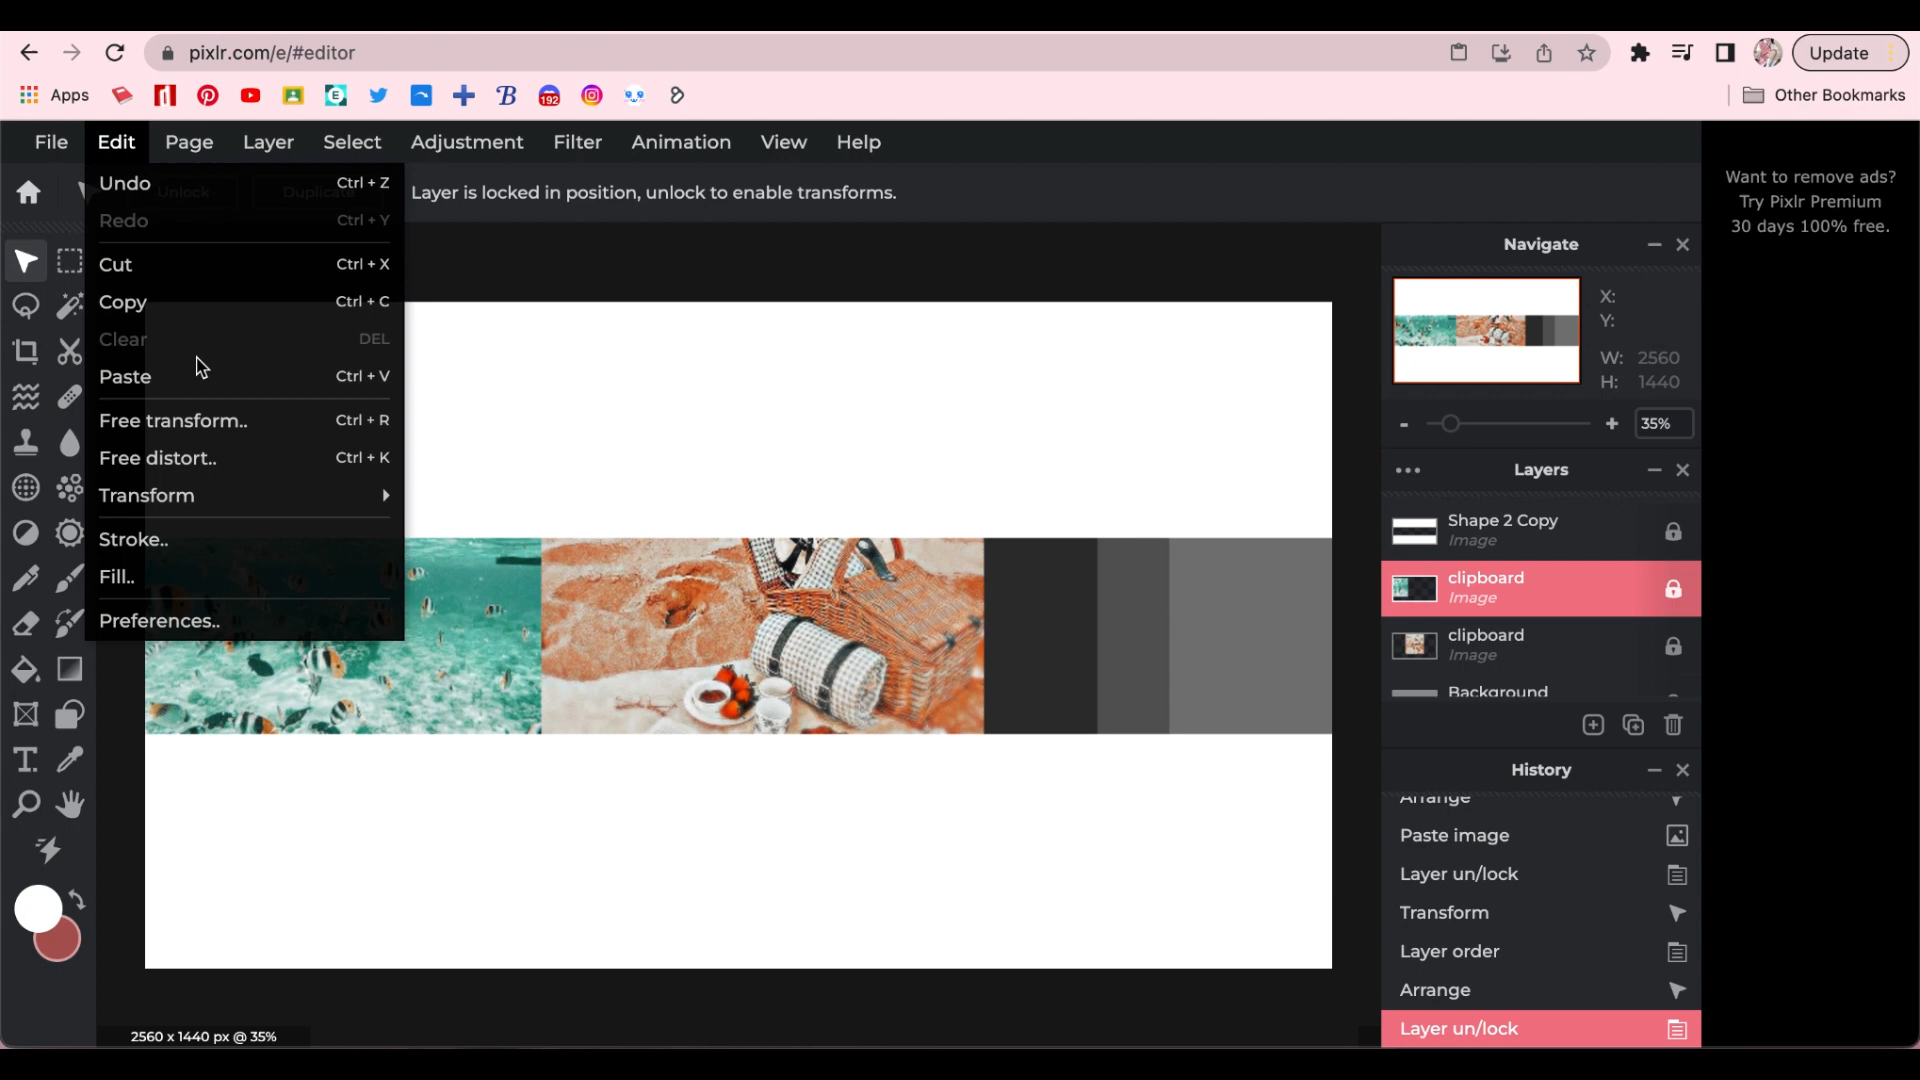 pixlr.com/e/#editor
Update
Apps
192
Other Bookmarks
File Edit Page Layer Select Adjustment Filter Animation View Help
Unlock Duplicate Layer is locked in position, unlock to enable transforms.
Undo Ctrl + Z
Redo Ctrl + Y
Cut Ctrl + X
Copy Ctrl + C
Clear DEL
Paste Ctrl + V
Free transform.. Ctrl + R
Free distort.. Ctrl + K
Transform
Stroke..
Fill..
Preferences..
2560 x 1440 px @ 35%
Navigate
X:
Y:
W: 2560
H: 1440
35%
Layers
Shape 2 Copy
Image
clipboard
Image
clipboard
Image
Background
History
Arrange
Paste image
Layer un/lock
Transform
Layer order
Arrange
Layer un/lock
Want to remove ads?
Try Pixlr Premium
30 days 100% free.